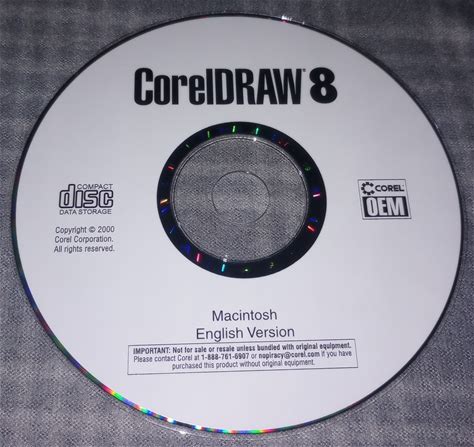 CorelDRAW® 8
COMPACT
disc
DATA STORAGE
COREL®
OEM
Copyright © 2000
Corel Corporation.
All rights reserved.
Macintosh
English Version
IMPORTANT: Not for sale or resale unless bundled with original equipment.
Please contact Corel at 1-888-761-6907 or nopiracy@corel.com if you have
purchased this product without original equipment.